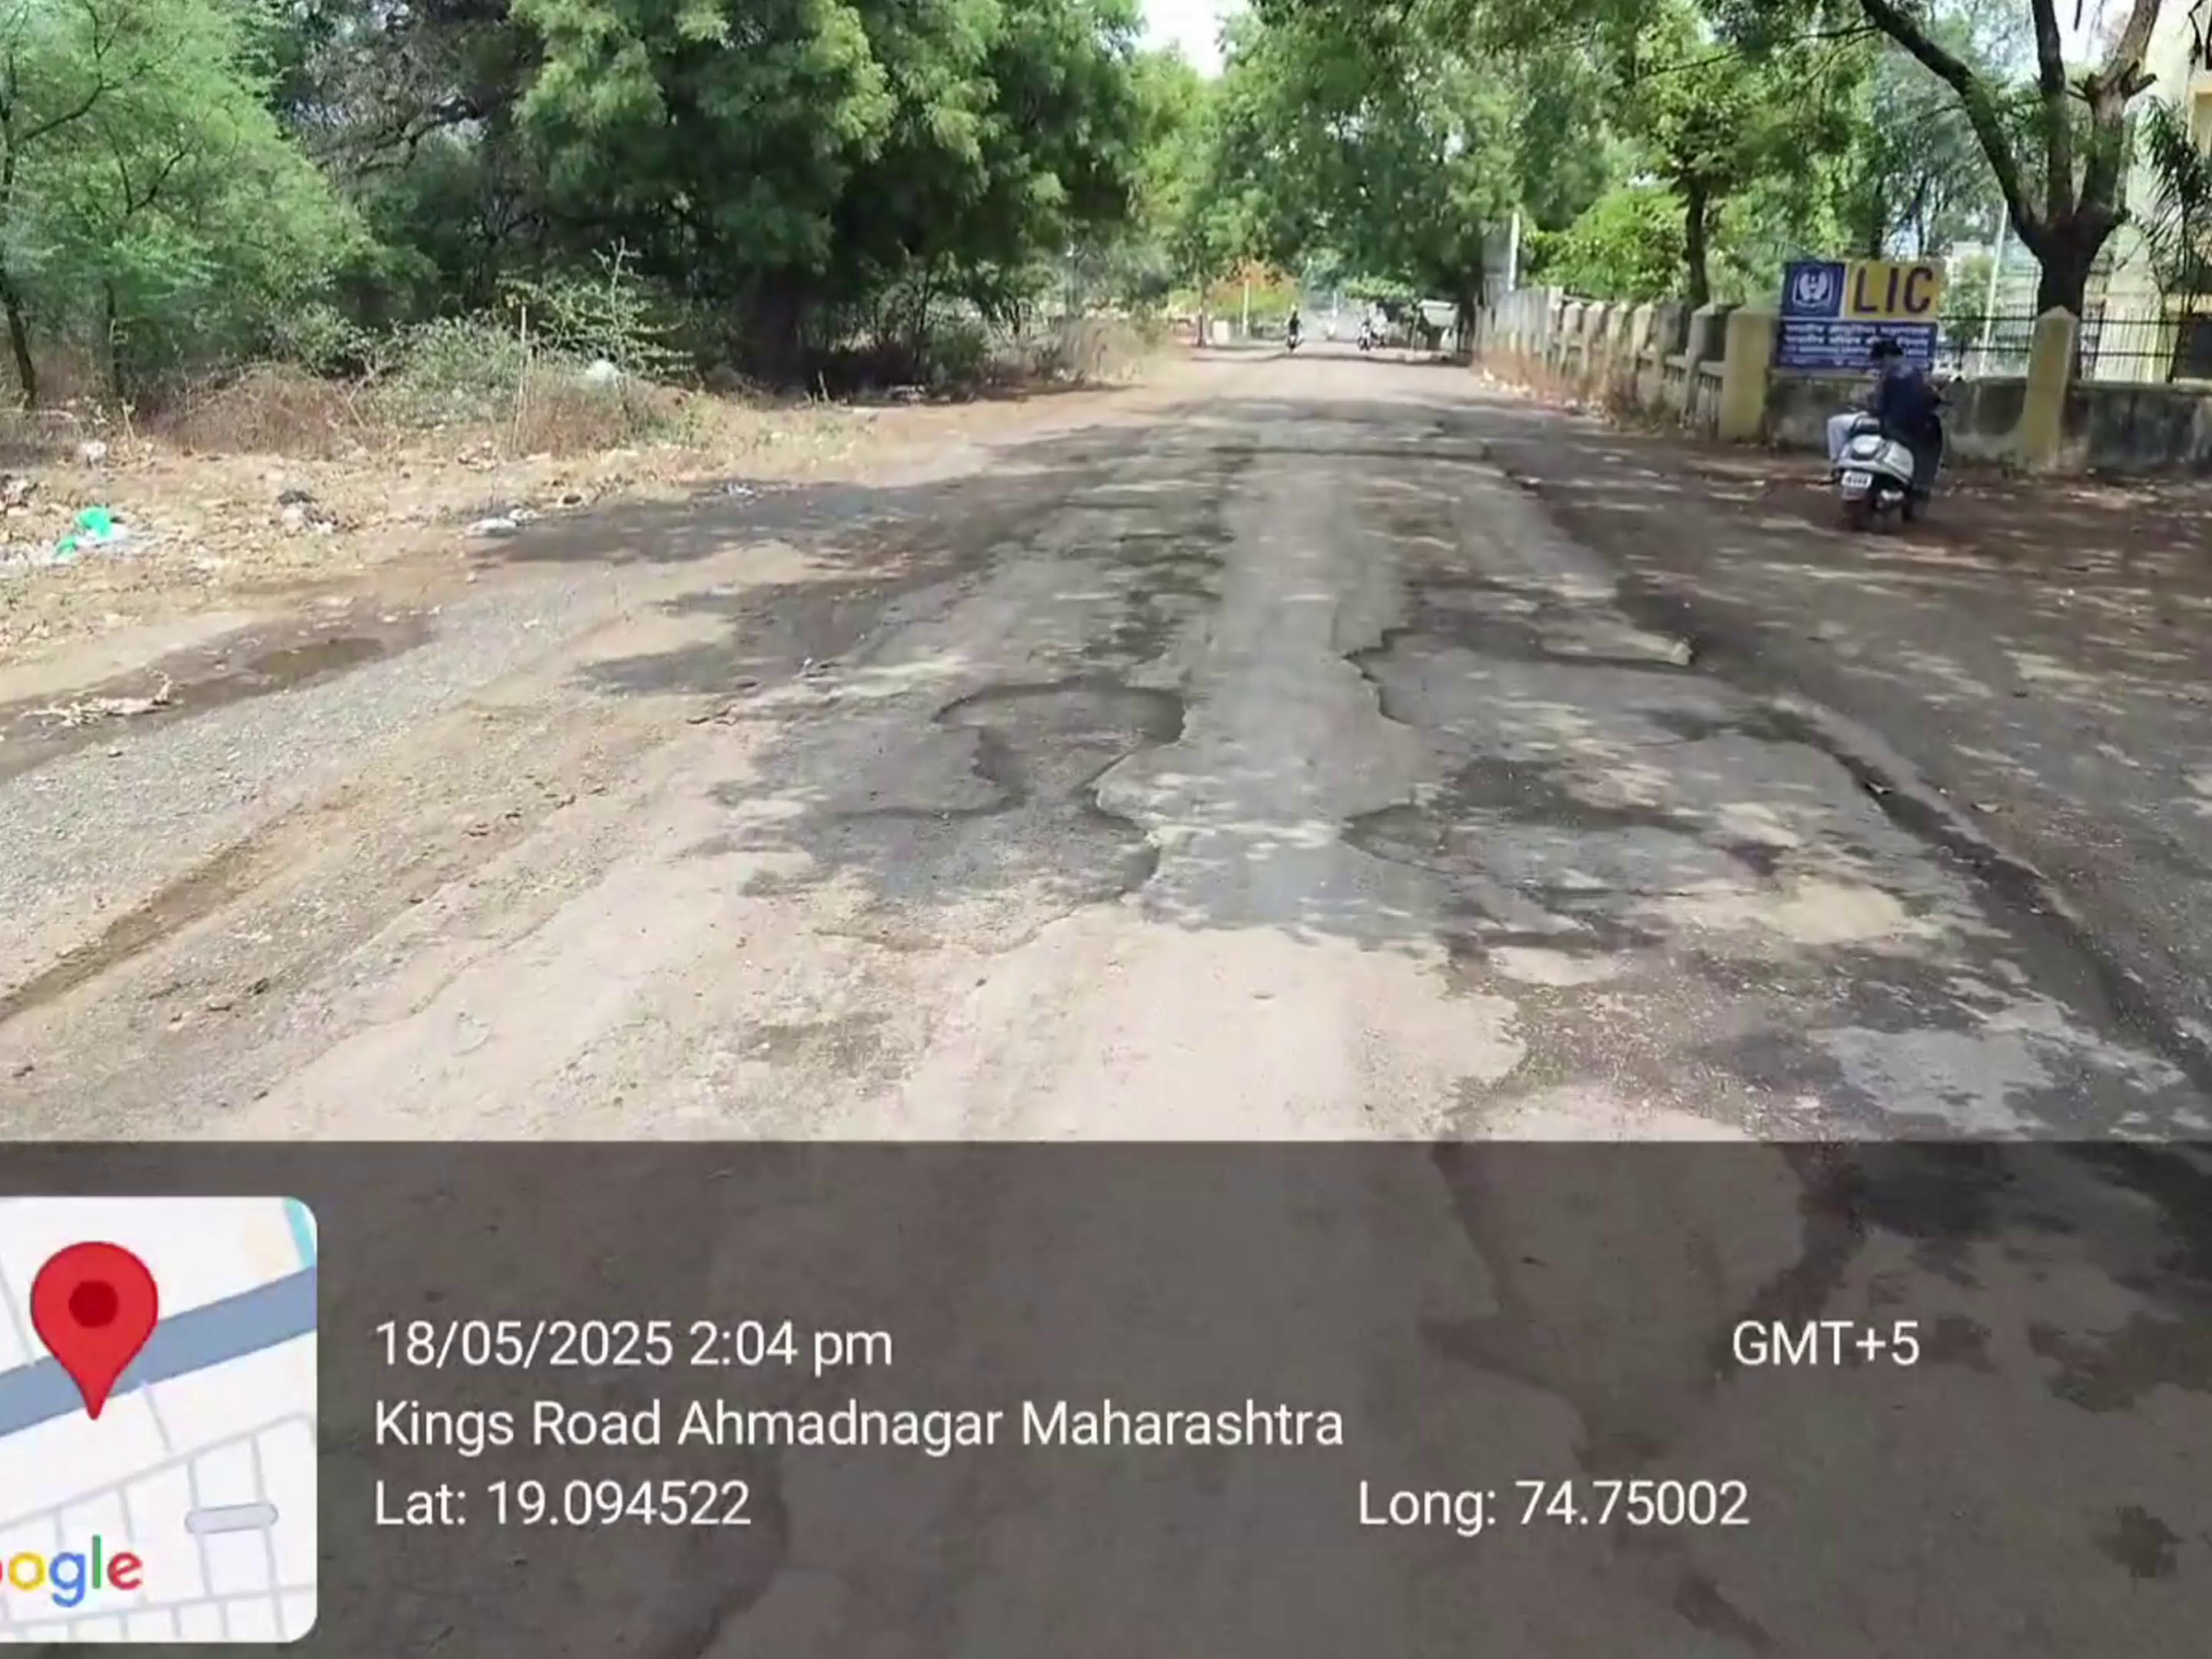 LIC
18/05/2025 2:04 pm GMT+5
Kings Road Ahmadnagar Maharashtra
Lat: 19.094522 Long: 74.75002
ogle